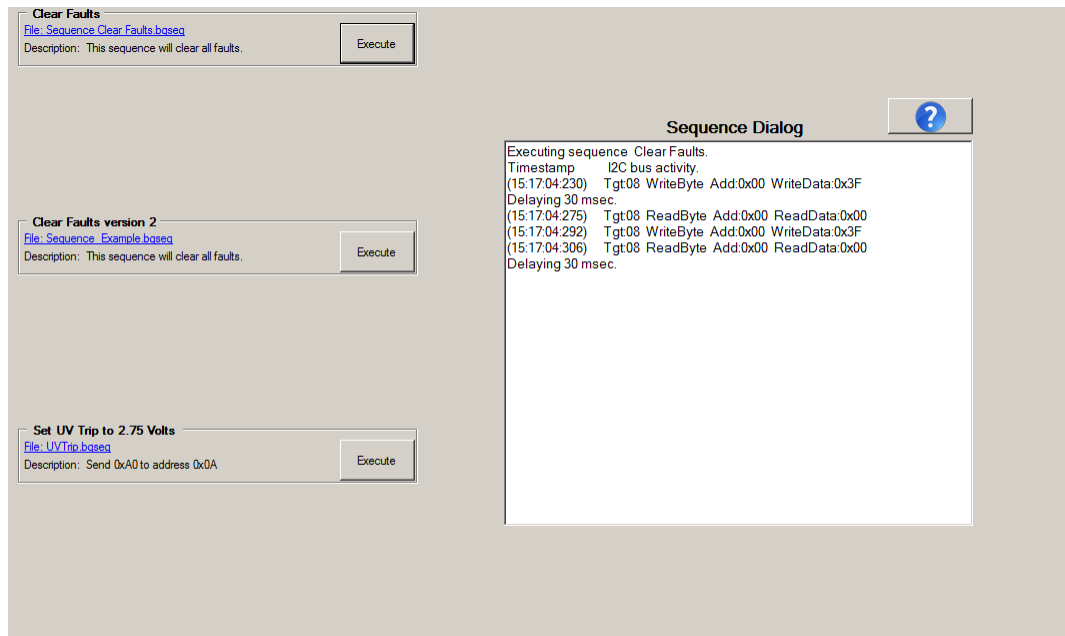 Clear Faults
File: Sequence Clear Faults.bqseq
Description: This sequence will clear all faults.
Execute
Clear Faults version 2
File: Sequence_Example.bqseq
Description: This sequence will clear all faults.
Execute
Set UV Trip to 2.75 Volts
File: UVTrip.bqseq
Description: Send 0xA0 to address 0x0A
Execute
?
Sequence Dialog
Executing sequence Clear Faults.
Timestamp I2C bus activity.
(15:17:04:230) Tgt:08 WriteByte Add:0x00 WriteData:0x3F
Delaying 30 msec.
(15:17:04:275) Tgt:08 ReadByte Add:0x00 ReadData:0x00
(15:17:04:292) Tgt:08 WriteByte Add:0x00 WriteData:0x3F
(15:17:04:306) Tgt:08 ReadByte Add:0x00 ReadData:0x00
Delaying 30 msec.